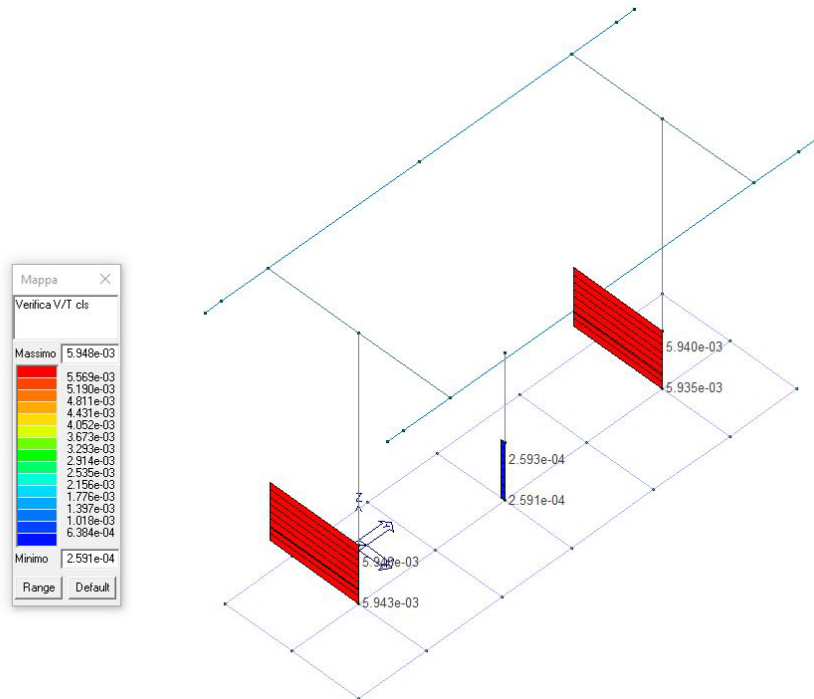 Mappa
Verifica V/T cls
Massimo 5.948e-03
5.569e-03
5.190e-03
4.811e-03
4.431e-03
4.052e-03
3.673e-03
3.293e-03
2.914e-03
2.535e-03
2.156e-03
1.776e-03
1.397e-03
1.018e-03
6.384e-04
Minimo 2.591e-04
Range Default
5.940e-03
5.935e-03
2.593e-04
2.591e-04
Z
5.943e-03